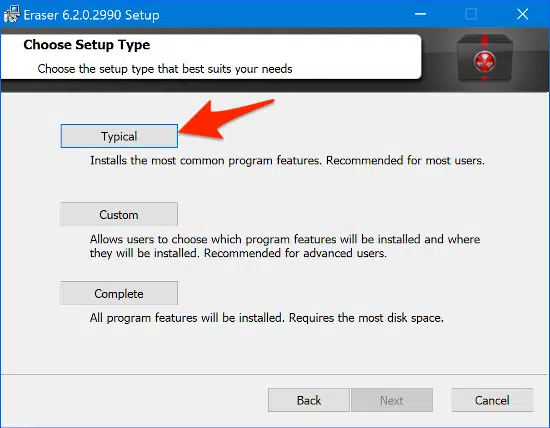 Eraser 6.2.0.2990 Setup
Choose Setup Type
Choose the setup type that best suits your needs
Typical
Installs the most common program features. Recommended for most users.
Custom
Allows users to choose which program features will be installed and where
they will be installed. Recommended for advanced users.
Complete
All program features will be installed. Requires the most disk space.
Back
Next
Cancel